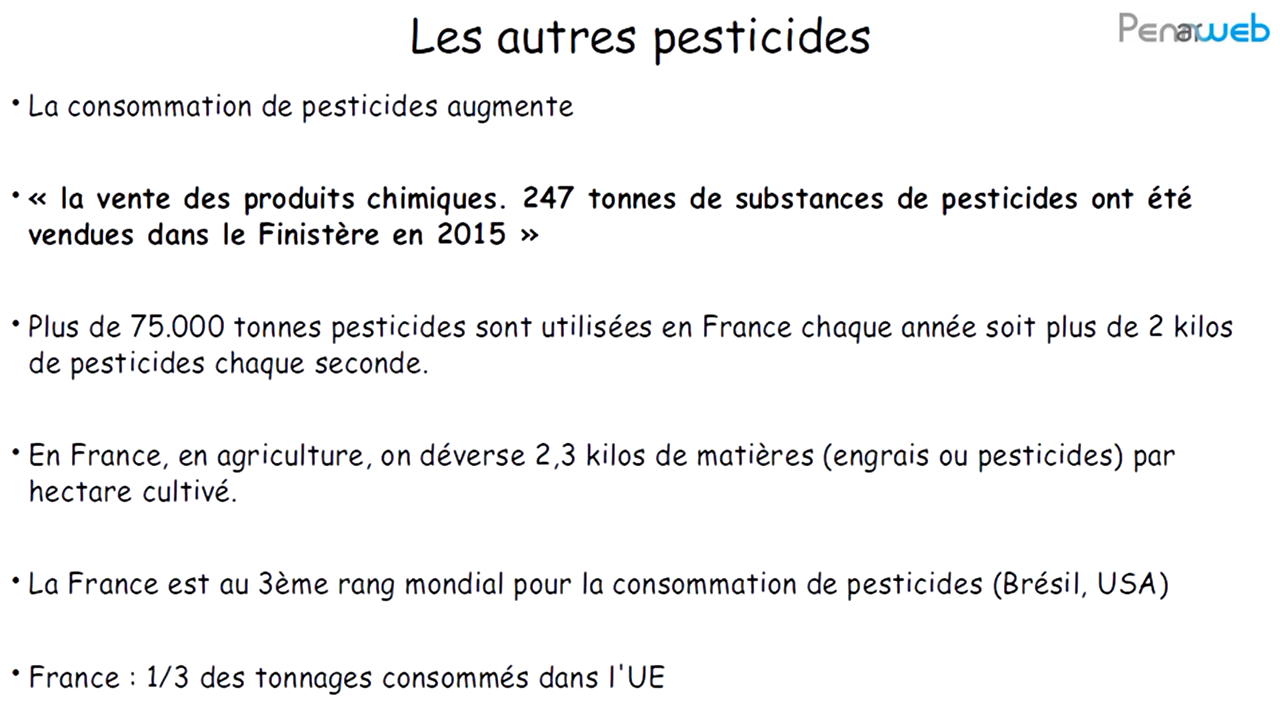 Les autres pesticides
PenARweb
• La consommation de pesticides augmente
• « la vente des produits chimiques. 247 tonnes de substances de pesticides ont été
vendues dans le Finistère en 2015 »
• Plus de 75.000 tonnes pesticides sont utilisées en France chaque année soit plus de 2 kilos
de pesticides chaque seconde.
• En France, en agriculture, on déverse 2,3 kilos de matières (engrais ou pesticides) par
hectare cultivé.
• La France est au 3ème rang mondial pour la consommation de pesticides (Brésil, USA)
• France : 1/3 des tonnages consommés dans l'UE